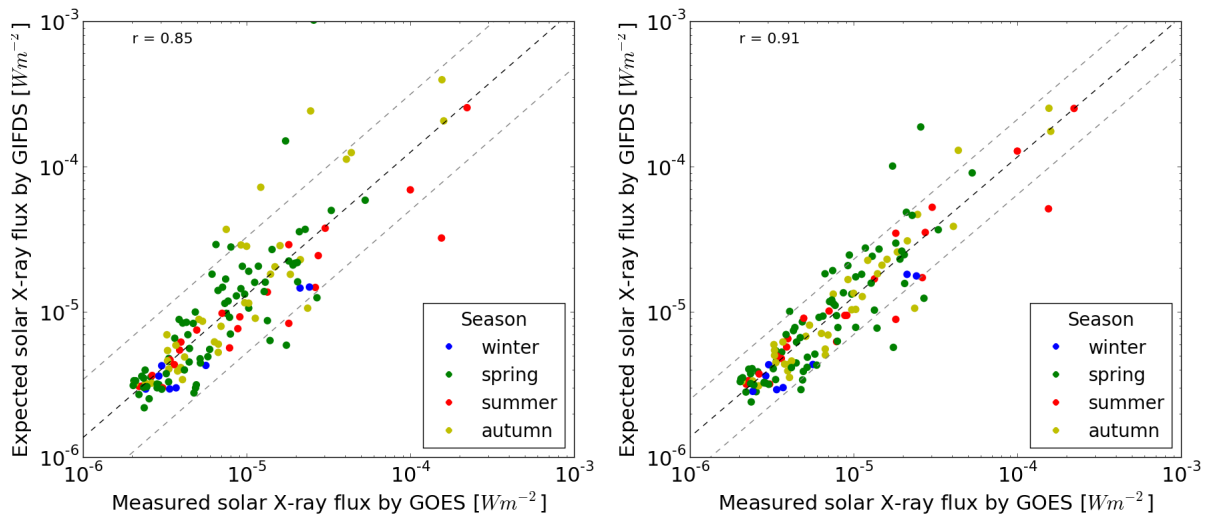 10⁻³
r = 0.85
10⁻⁴
10⁻⁵
10⁻⁶
Expected solar X-ray flux by GIFDS [Wm⁻²]
Season
winter
spring
summer
autumn
10⁻⁶ 10⁻⁵ 10⁻⁴ 10⁻³
Measured solar X-ray flux by GOES [Wm⁻²]
10⁻³
r = 0.91
10⁻⁴
10⁻⁵
10⁻⁶
Expected solar X-ray flux by GIFDS [Wm⁻²]
Season
winter
spring
summer
autumn
10⁻⁶ 10⁻⁵ 10⁻⁴ 10⁻³
Measured solar X-ray flux by GOES [Wm⁻²]